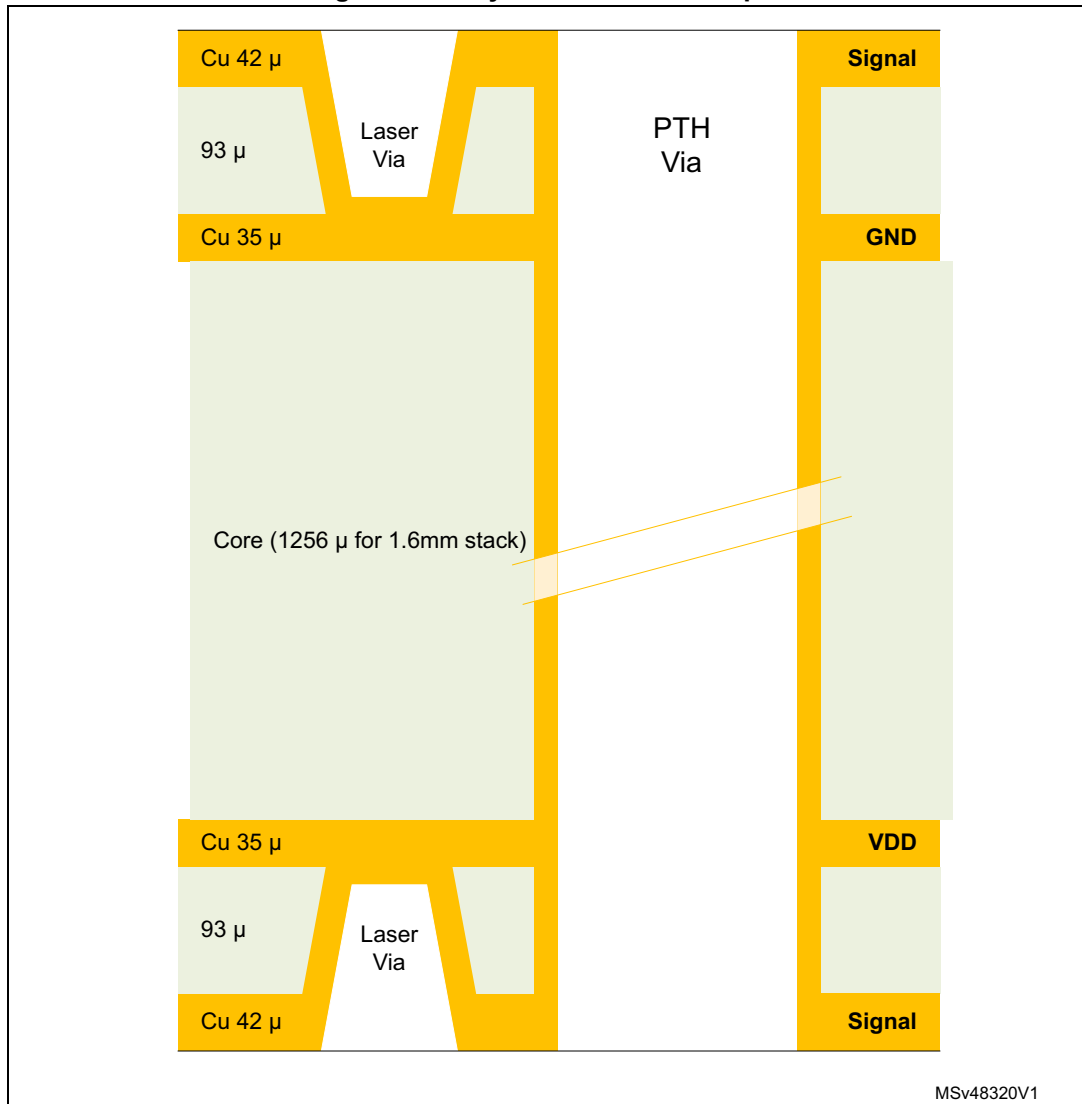 Cu 42 µ
Signal
Laser
Via
PTH
Via
93 µ
Cu 35 µ
GND
Core (1256 µ for 1.6mm stack)
Cu 35 µ
VDD
93 µ
Laser
Via
Cu 42 µ
Signal
MSv48320V1